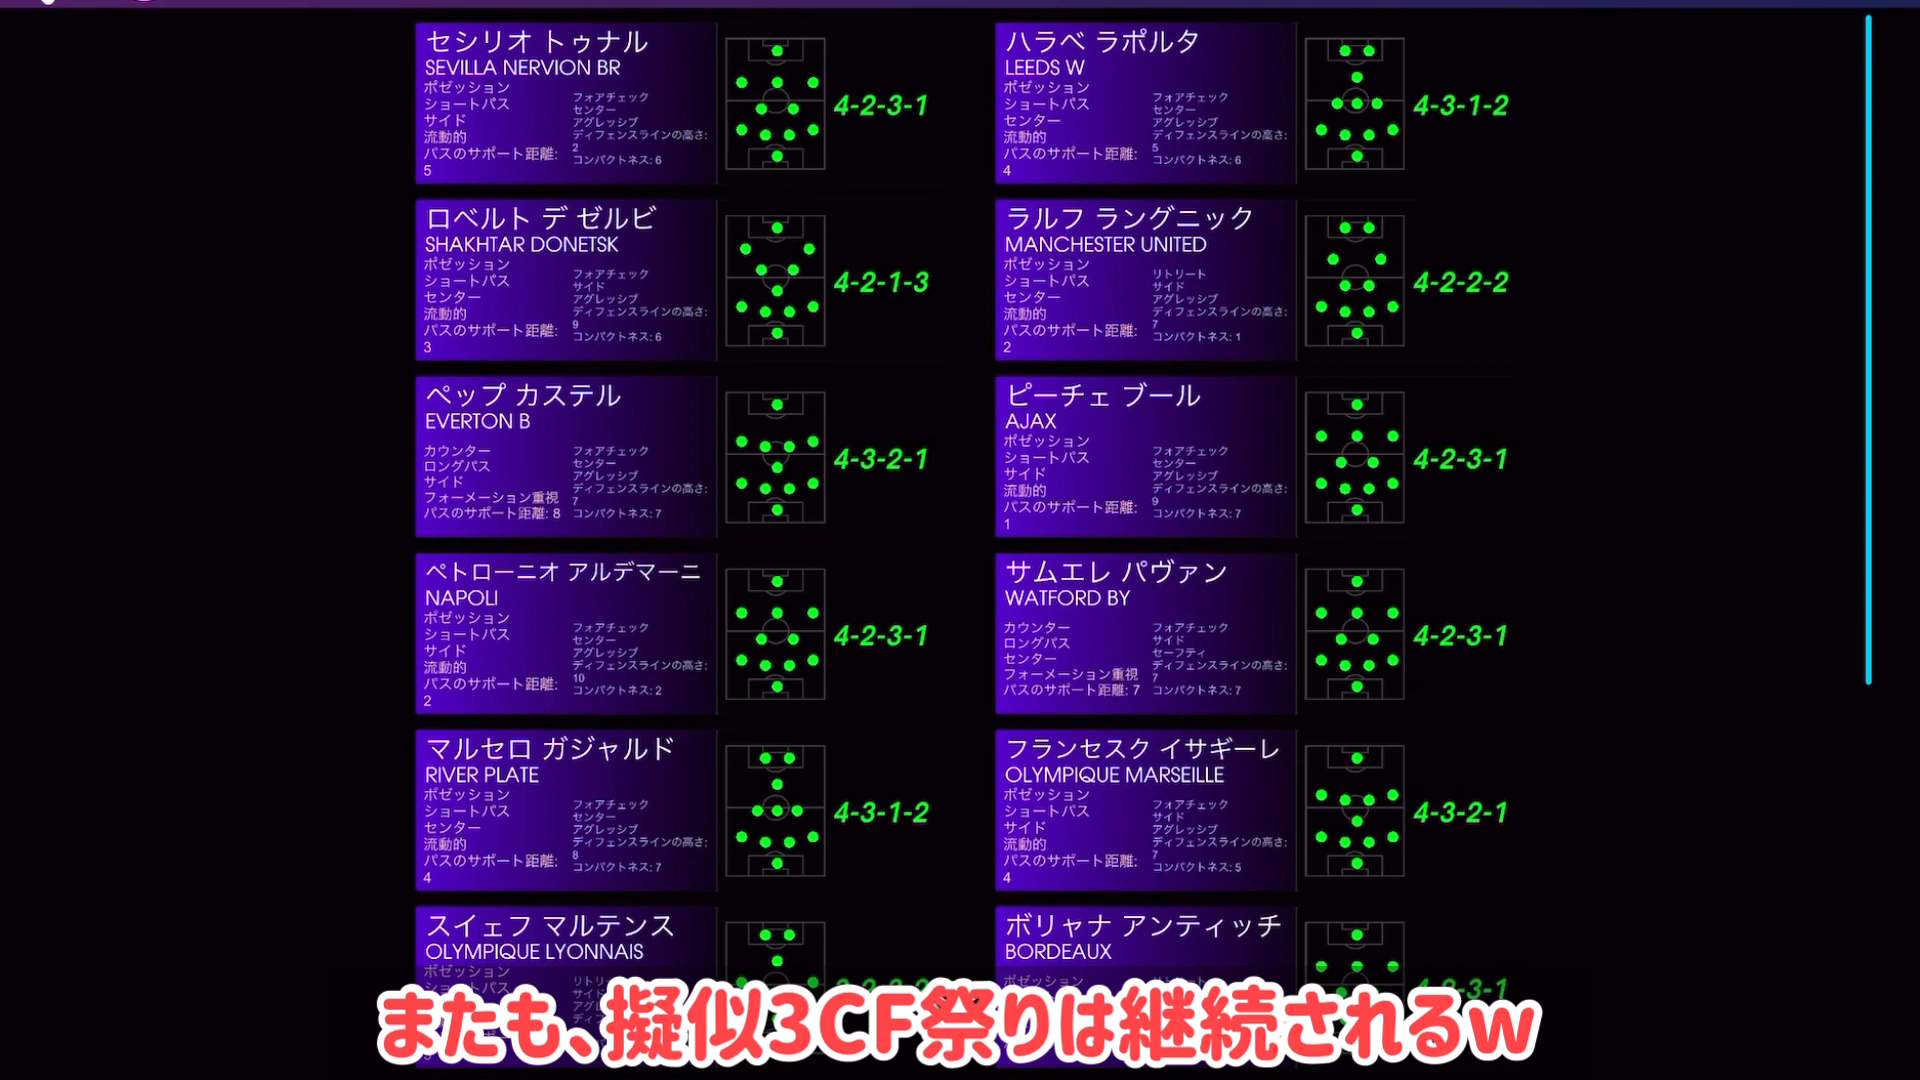 セシリオ トゥナル
SEVILLA NERVION BR
ポゼッション
ショートパス
サイド
流動的
パスのサポート距離:
5
フォアチェック
センター
アグレッシブ
ディフェンスラインの高さ:
2
コンパクトネス: 6
4-2-3-1
ハラベ ラポルタ
LEEDS W
ポゼッション
ショートパス
センター
流動的
パスのサポート距離:
4
フォアチェック
センター
アグレッシブ
ディフェンスラインの高さ:
5
コンパクトネス: 6
4-3-1-2
ロベルト デ ゼルビ
SHAKHTAR DONETSK
ポゼッション
ショートパス
センター
流動的
パスのサポート距離:
3
フォアチェック
サイド
アグレッシブ
ディフェンスラインの高さ:
9
コンパクトネス: 6
4-2-1-3
ラルフ ラングニック
MANCHESTER UNITED
ポゼッション
ショートパス
センター
流動的
パスのサポート距離:
2
リトリート
サイド
アグレッシブ
ディフェンスラインの高さ:
7
コンパクトネス: 1
4-2-2-2
ペップ カステル
EVERTON B
カウンター
ロングパス
サイド
フォーメーション重視
パスのサポート距離: 8
フォアチェック
センター
アグレッシブ
ディフェンスラインの高さ:
7
コンパクトネス: 7
4-3-2-1
ピーチェ ブール
AJAX
ポゼッション
ショートパス
サイド
流動的
パスのサポート距離:
1
フォアチェック
センター
アグレッシブ
ディフェンスラインの高さ:
9
コンパクトネス: 7
4-2-3-1
ペトローニオ アルデマーニ
NAPOLI
ポゼッション
ショートパス
サイド
流動的
パスのサポート距離:
2
フォアチェック
センター
アグレッシブ
ディフェンスラインの高さ:
10
コンパクトネス: 2
4-2-3-1
サムエレ パヴァン
WATFORD BY
カウンター
ロングパス
センター
フォーメーション重視
パスのサポート距離: 7
フォアチェック
サイド
セーフティ
ディフェンスラインの高さ:
7
コンパクトネス: 7
4-2-3-1
マルセロ ガジャルド
RIVER PLATE
ポゼッション
ショートパス
センター
流動的
パスのサポート距離:
4
フォアチェック
センター
アグレッシブ
ディフェンスラインの高さ:
8
コンパクトネス: 7
4-3-1-2
フランセスク イサギーレ
OLYMPIQUE MARSEILLE
ポゼッション
ショートパス
サイド
流動的
パスのサポート距離:
4
フォアチェック
サイド
アグレッシブ
ディフェンスラインの高さ:
7
コンパクトネス: 5
4-3-2-1
スイェフ マルテンス
OLYMPIQUE LYONNAIS
ポゼッション
ボリャナ アンティッチ
BORDEAUX
またも、擬似3CF祭りは継続されるw